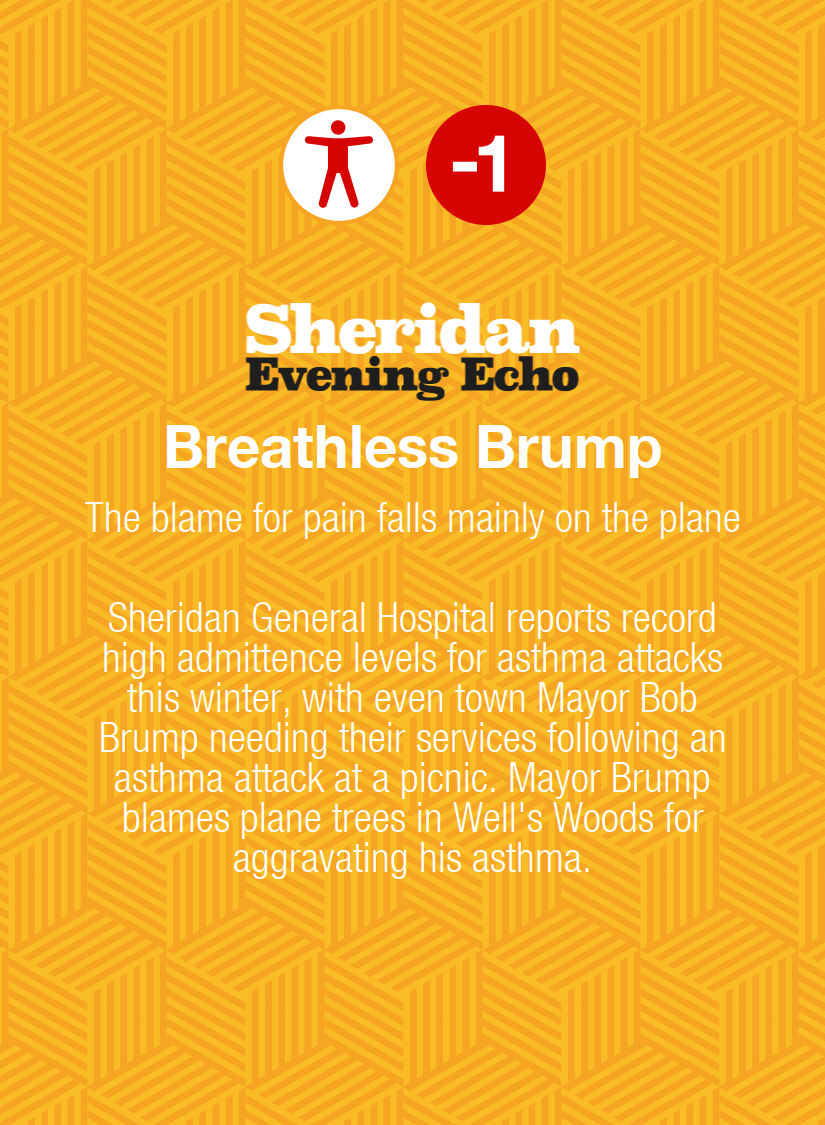 -1
Sheridan
Evening Echo
Breathless Brump
The blame for pain falls mainly on the plane
Sheridan General Hospital reports record
high admittence levels for asthma attacks
this winter, with even town Mayor Bob
Brump needing their services following an
asthma attack at a picnic. Mayor Brump
blames plane trees in Well's Woods for
aggravating his asthma.